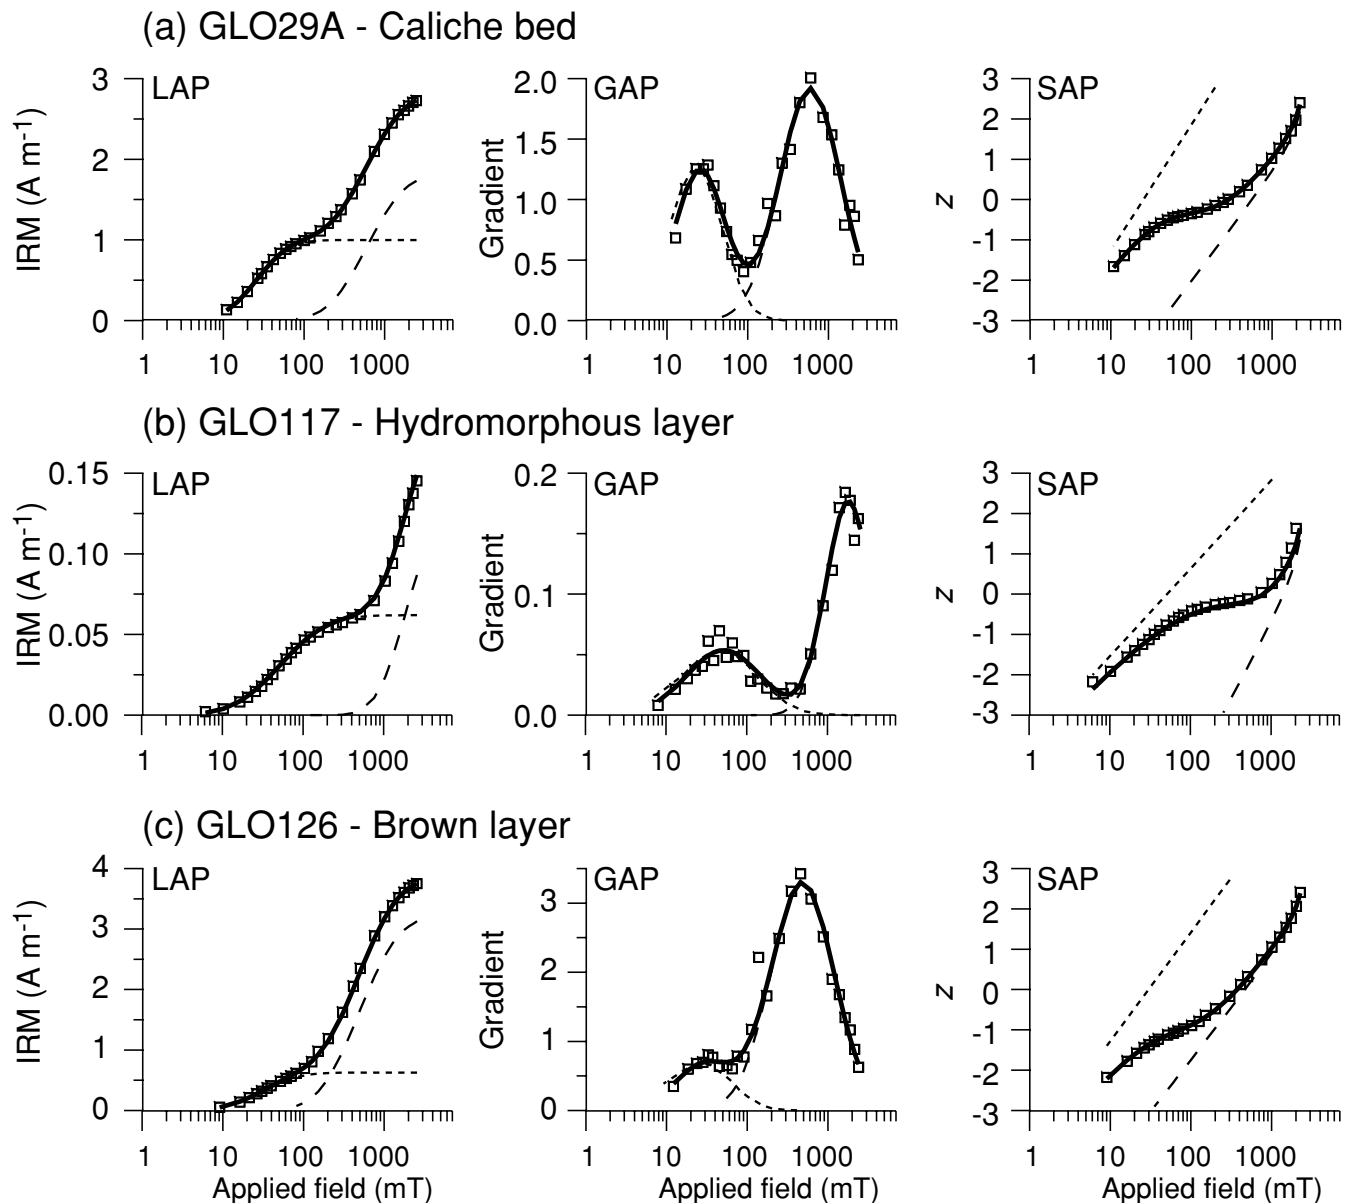 (a) GLO29A - Caliche bed
LAP
IRM (A m-1)
3
2
1
0
1 10 100 1000
GAP
Gradient
2.0
1.5
1.0
0.5
0.0
1 10 100 1000
SAP
z
3
2
1
0
-1
-2
-3
1 10 100 1000
(b) GLO117 - Hydromorphous layer
LAP
IRM (A m-1)
0.15
0.10
0.05
0.00
1 10 100 1000
GAP
Gradient
0.2
0.1
0.0
1 10 100 1000
SAP
z
3
2
1
0
-1
-2
-3
1 10 100 1000
(c) GLO126 - Brown layer
LAP
IRM (A m-1)
4
3
2
1
0
1 10 100 1000
Applied field (mT)
GAP
Gradient
3
2
1
0
1 10 100 1000
Applied field (mT)
SAP
z
3
2
1
0
-1
-2
-3
1 10 100 1000
Applied field (mT)